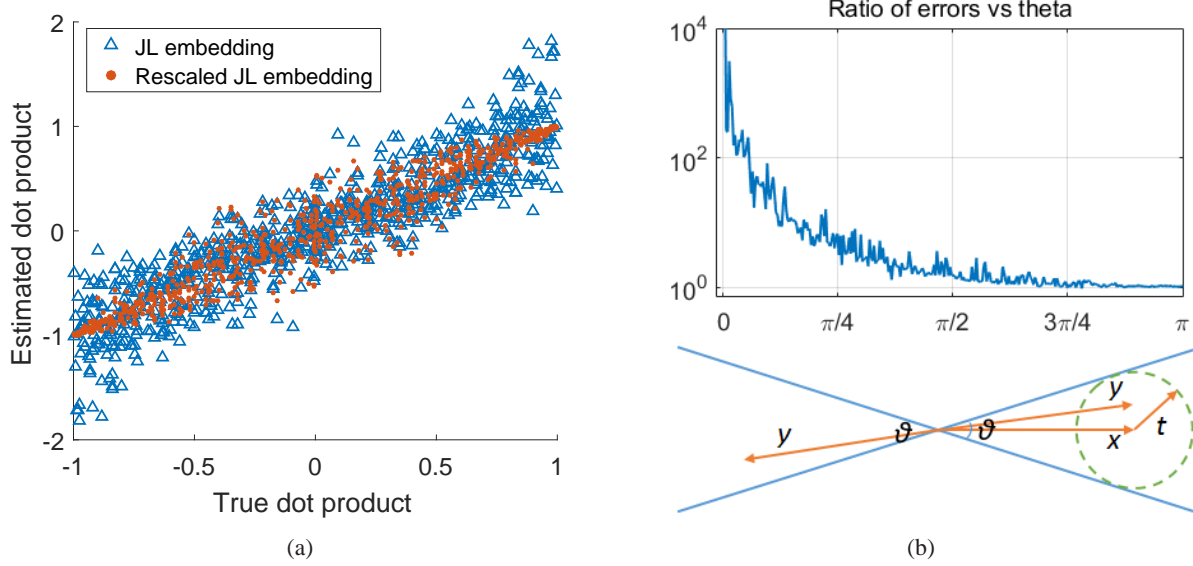 2
1
0
-1
-2
-1
-0.5
0
0.5
1
Estimated dot product
True dot product
JL embedding
Rescaled JL embedding
(a)
Ratio of errors vs theta
10^4
10^2
10^0
0
π/4
π/2
3π/4
π
y
ϑ
ϑ
y
x
t
(b)